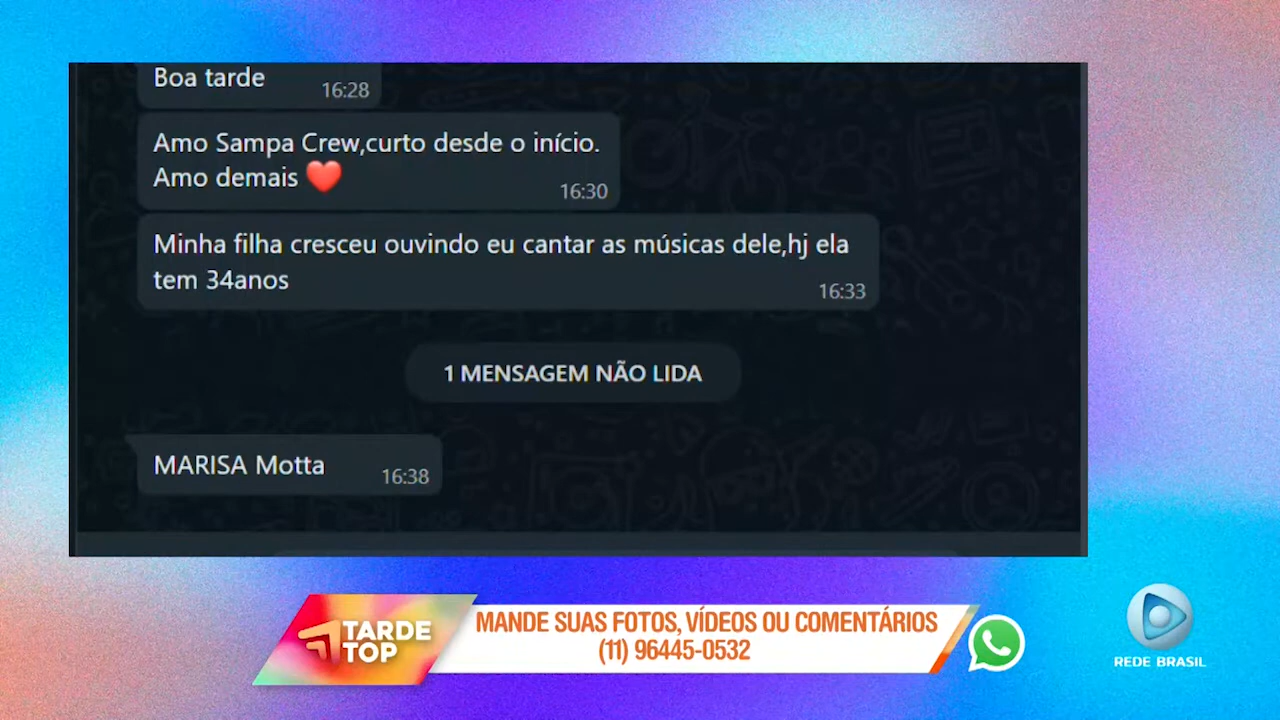 Boa tarde
16:28
Amo Sampa Crew,curto desde o início.
Amo demais ❤️
16:30
Minha filha cresceu ouvindo eu cantar as músicas dele,hj ela
tem 34anos
16:33
1 MENSAGEM NÃO LIDA
MARISA Motta
16:38
TARDE
TOP
MANDE SUAS FOTOS, VÍDEOS OU COMENTÁRIOS
(11) 96445-0532
REDE BRASIL